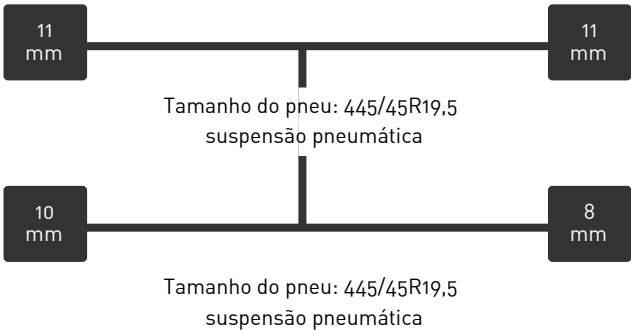 11
mm
11
mm
Tamanho do pneu: 445/45R19,5
suspensão pneumática
10
mm
8
mm
Tamanho do pneu: 445/45R19,5
suspensão pneumática